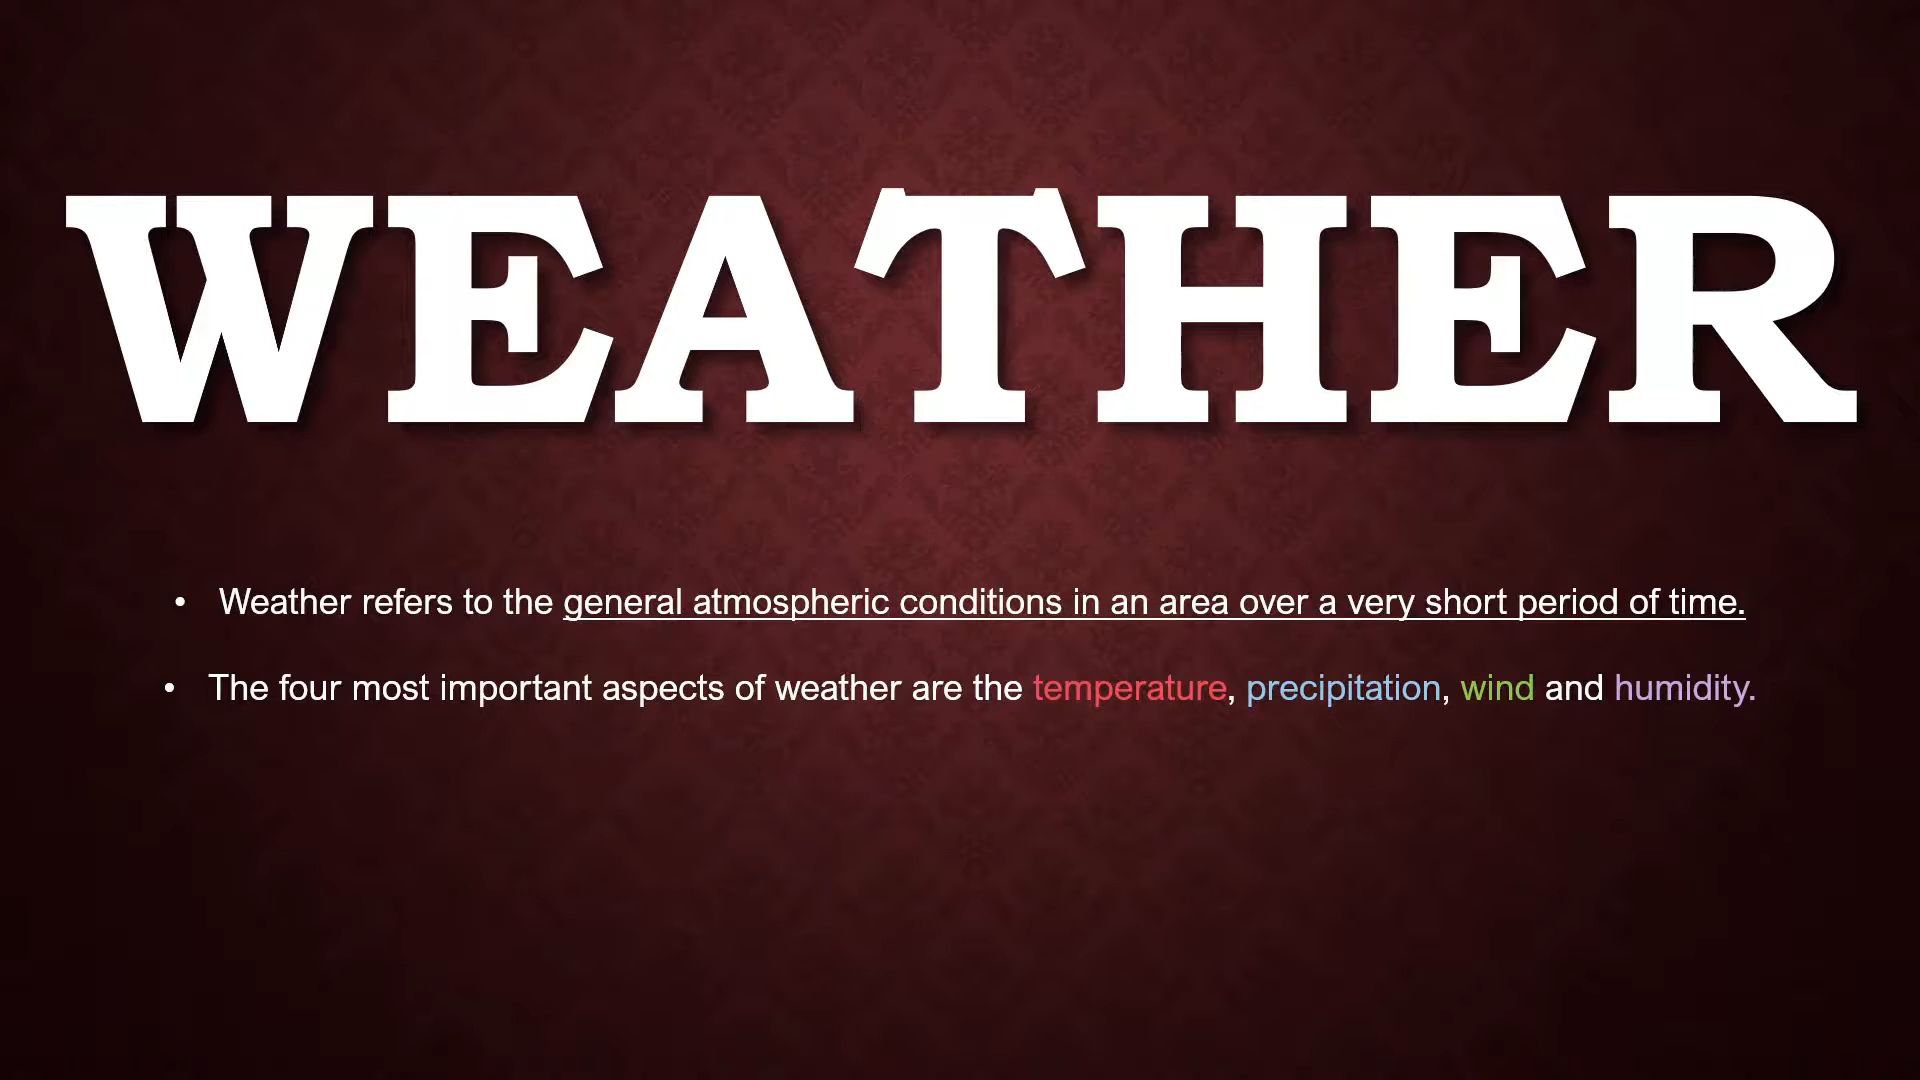 WEATHER
• Weather refers to the general atmospheric conditions in an area over a very short period of time.
• The four most important aspects of weather are the temperature, precipitation, wind and humidity.